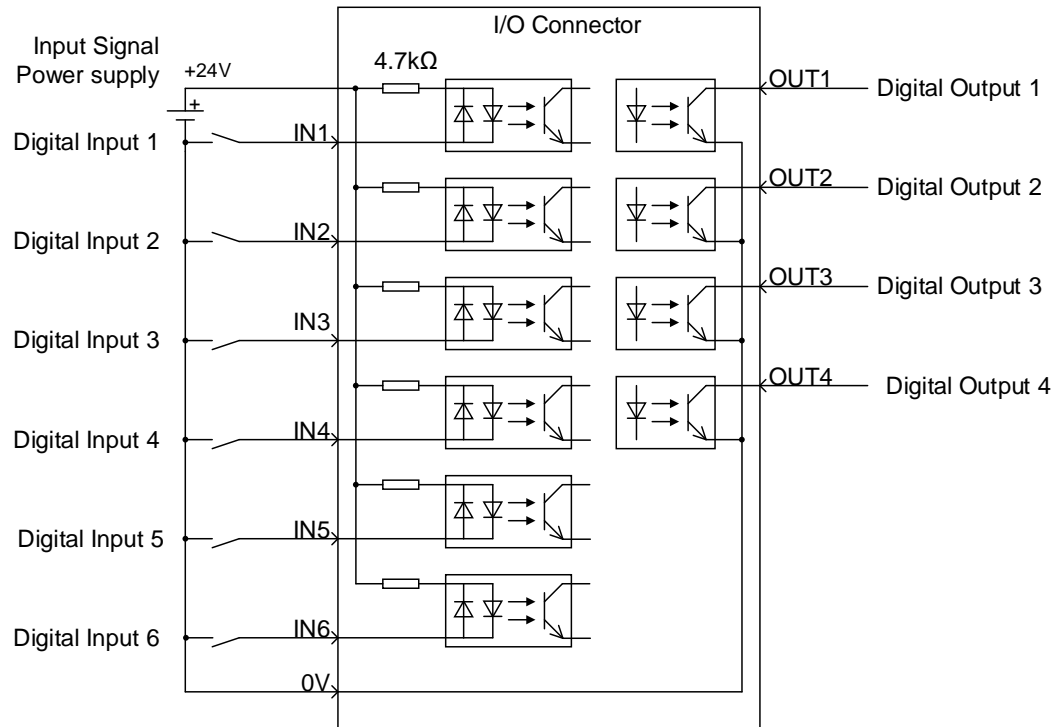 I/O Connector
Input Signal
Power supply
+24V
4.7kΩ
+
OUT1
Digital Output 1
Digital Input 1
IN1
OUT2
Digital Output 2
Digital Input 2
IN2
OUT3
Digital Output 3
Digital Input 3
IN3
OUT4
Digital Output 4
Digital Input 4
IN4
Digital Input 5
IN5
Digital Input 6
IN6
0V